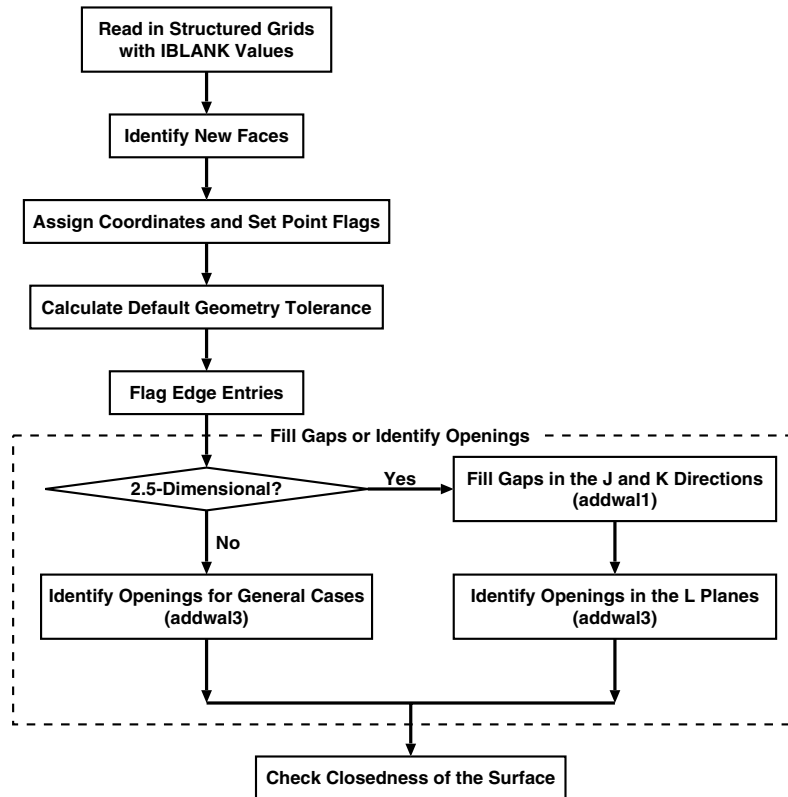 Read in Structured Grids
with IBLANK Values
Identify New Faces
Assign Coordinates and Set Point Flags
Calculate Default Geometry Tolerance
Flag Edge Entries
Fill Gaps or Identify Openings
2.5-Dimensional?
Yes
Fill Gaps in the J and K Directions
(addwal1)
No
Identify Openings for General Cases
(addwal3)
Identify Openings in the L Planes
(addwal3)
Check Closedness of the Surface